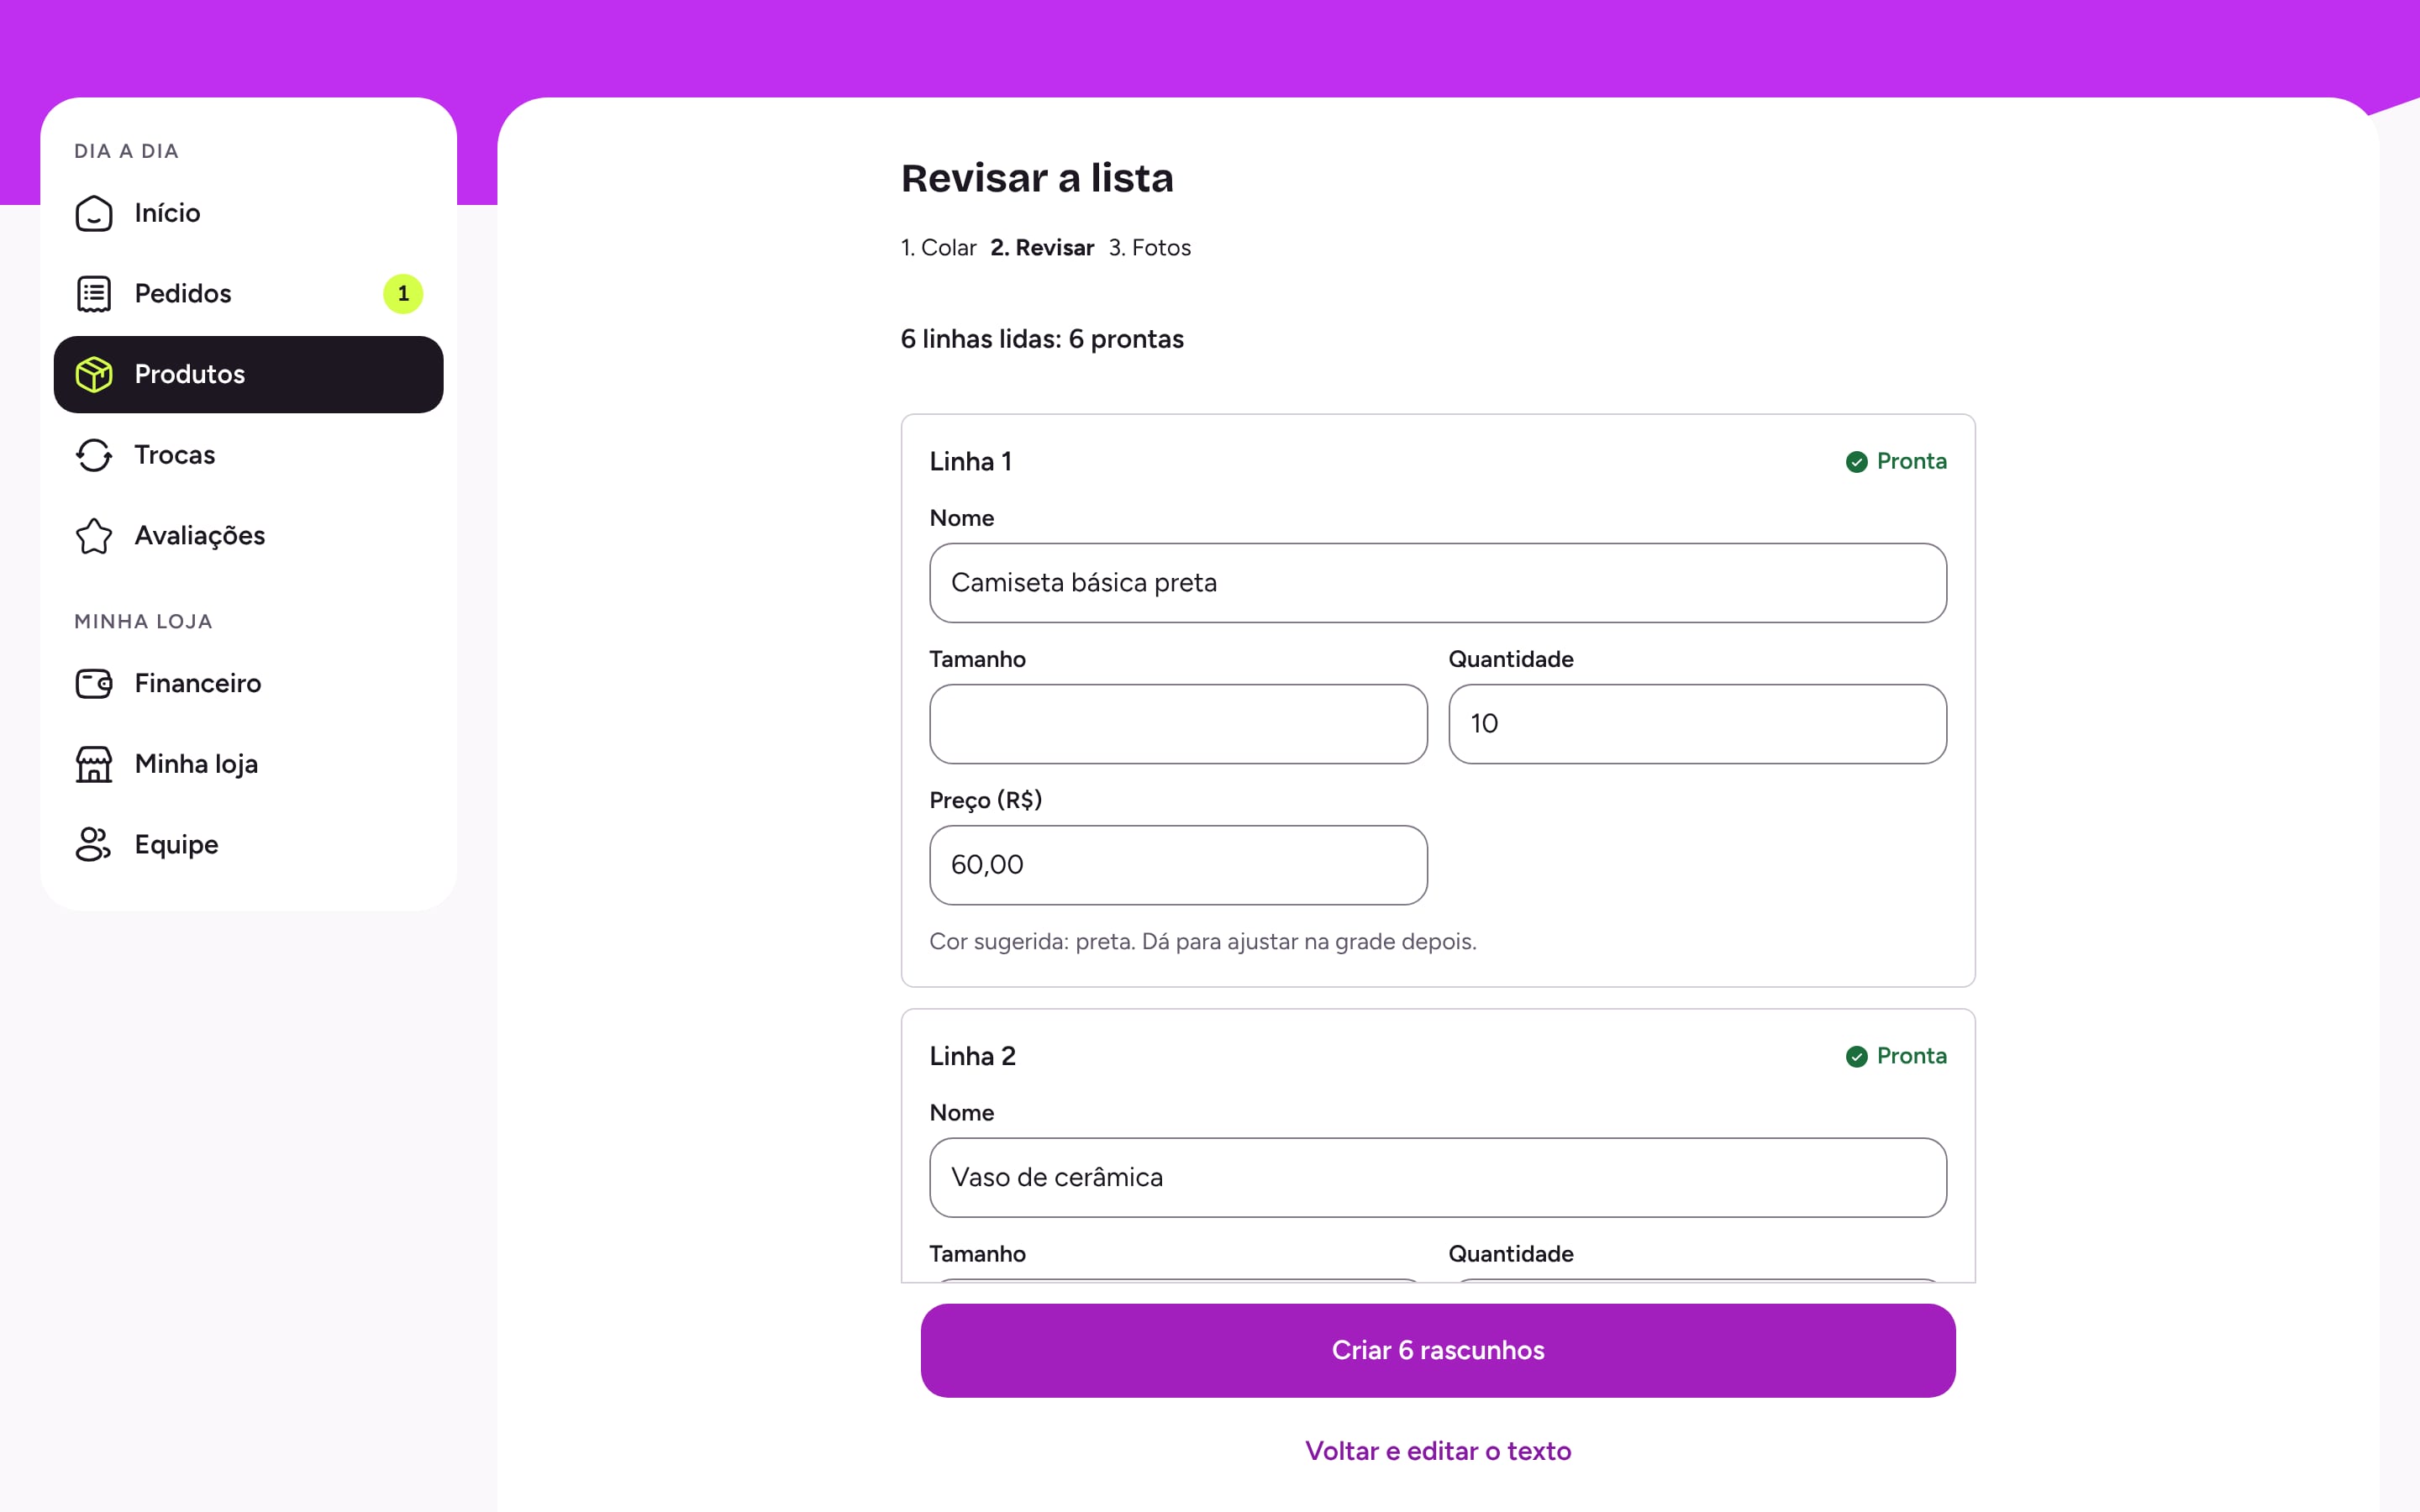 DIA A DIA
Início
Pedidos
1
Produtos
Trocas
Avaliações
MINHA LOJA
Financeiro
Minha loja
Equipe
Revisar a lista
1. Colar 2. Revisar 3. Fotos
6 linhas lidas: 6 prontas
Linha 1
Pronta
Nome
Camiseta básica preta
Tamanho
Quantidade
10
Preço (R$)
60,00
Cor sugerida: preta. Dá para ajustar na grade depois.
Linha 2
Pronta
Nome
Vaso de cerâmica
Tamanho
Quantidade
Criar 6 rascunhos
Voltar e editar o texto